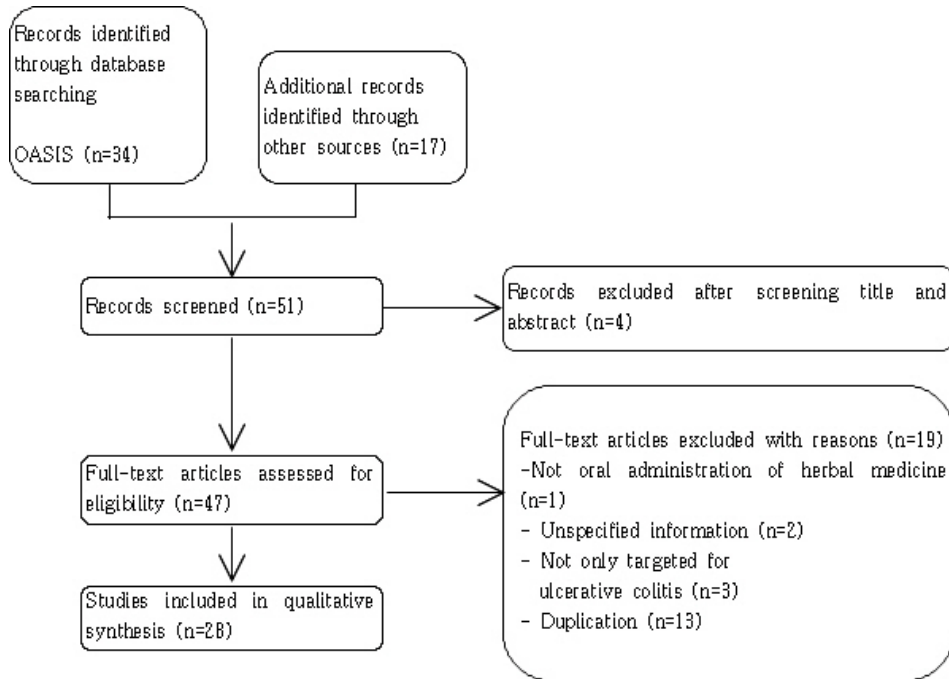 Records identified
through database
searching
OASIS (n=34)
Additional records
identified through
other sources (n=17)
Records screened (n=51)
Records excluded after screening title and
abstract (n=4)
Full-text articles assessed for
eligibility (n=47)
Full-text articles excluded with reasons (n=19)
-Not oral administration of herbal medicine
(n=1)
- Unspecified information (n=2)
- Not only targeted for
ulcerative colitis (n=3)
- Duplication (n=13)
Studies included in qualitative
synthesis (n=28)